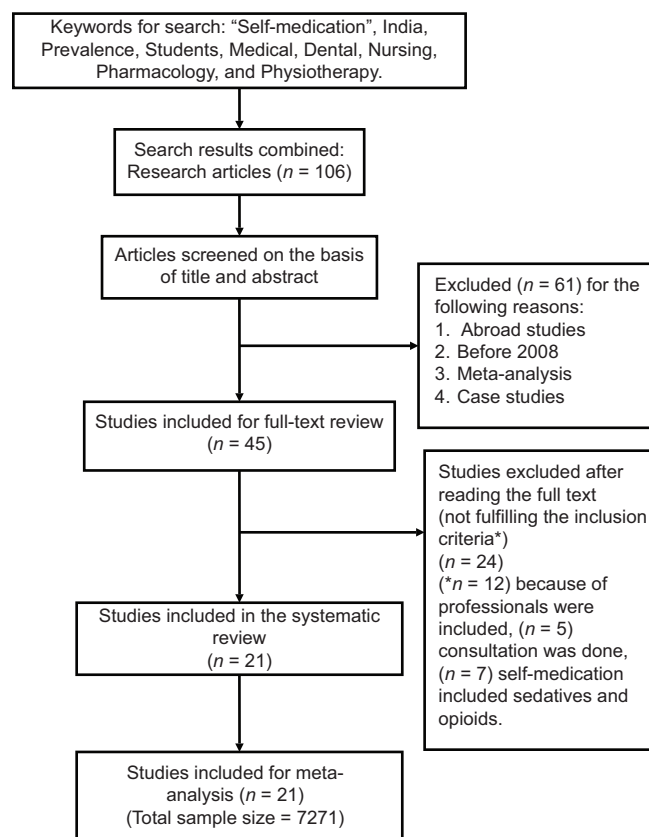 Keywords for search: “Self-medication”, India,
Prevalence, Students, Medical, Dental, Nursing,
Pharmacology, and Physiotherapy.
Search results combined:
Research articles (n = 106)
Articles screened on the basis
of title and abstract
Excluded (n = 61) for the
following reasons:
1. Abroad studies
2. Before 2008
3. Meta-analysis
4. Case studies
Studies included for full-text review
(n = 45)
Studies excluded after
reading the full text
(not fulfilling the inclusion
criteria*)
(n = 24)
(*n = 12) because of
professionals were
included, (n = 5)
consultation was done,
(n = 7) self-medication
included sedatives and
opioids.
Studies included in the systematic
review
(n = 21)
Studies included for meta-
analysis (n = 21)
(Total sample size = 7271)